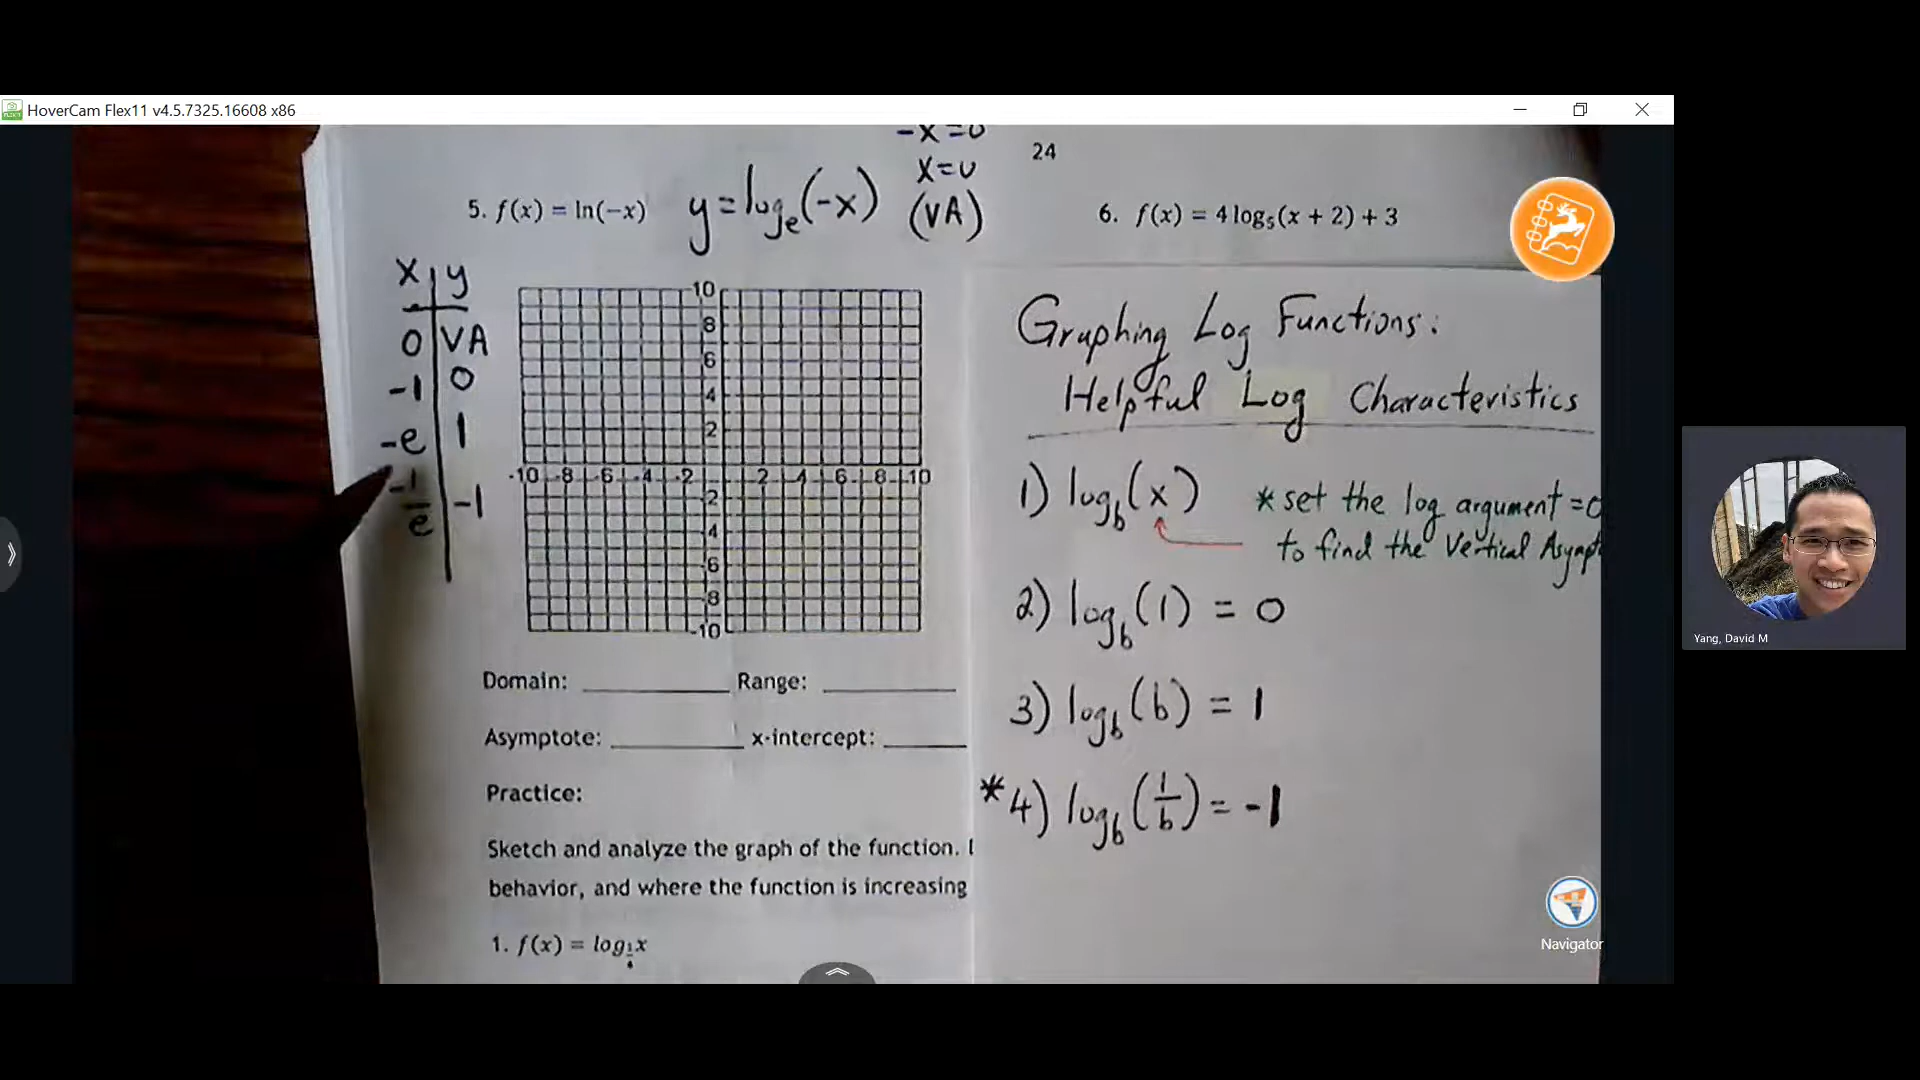 HoverCam Flex11 v4.5.7325.16608 x86
-x=0
x=0
(VA)
24
5. f(x) = ln(−x)
y=logₑ(-x)
6. f(x) = 4 log₅(x + 2) + 3
x y
0 VA
-1 0
-e 1
-1/e -1
10
8
6
4
2
-10 -8 -6 -4 -2 2 4 6 8 10
-2
-4
-6
-8
-10
Domain: Range:
Asymptote: x-intercept:
Practice:
Sketch and analyze the graph of the function.
behavior, and where the function is increasing
1. f(x) = log
x
Graphing Log Functions:
Helpful Log Characteristics
1) log_b(x) * set the log argument =0
to find the Vertical Asympt
2) log_b(1) = 0
3) log_b(b) = 1
*4) log_b(1/b) = -1
Navigator
Yang, David M